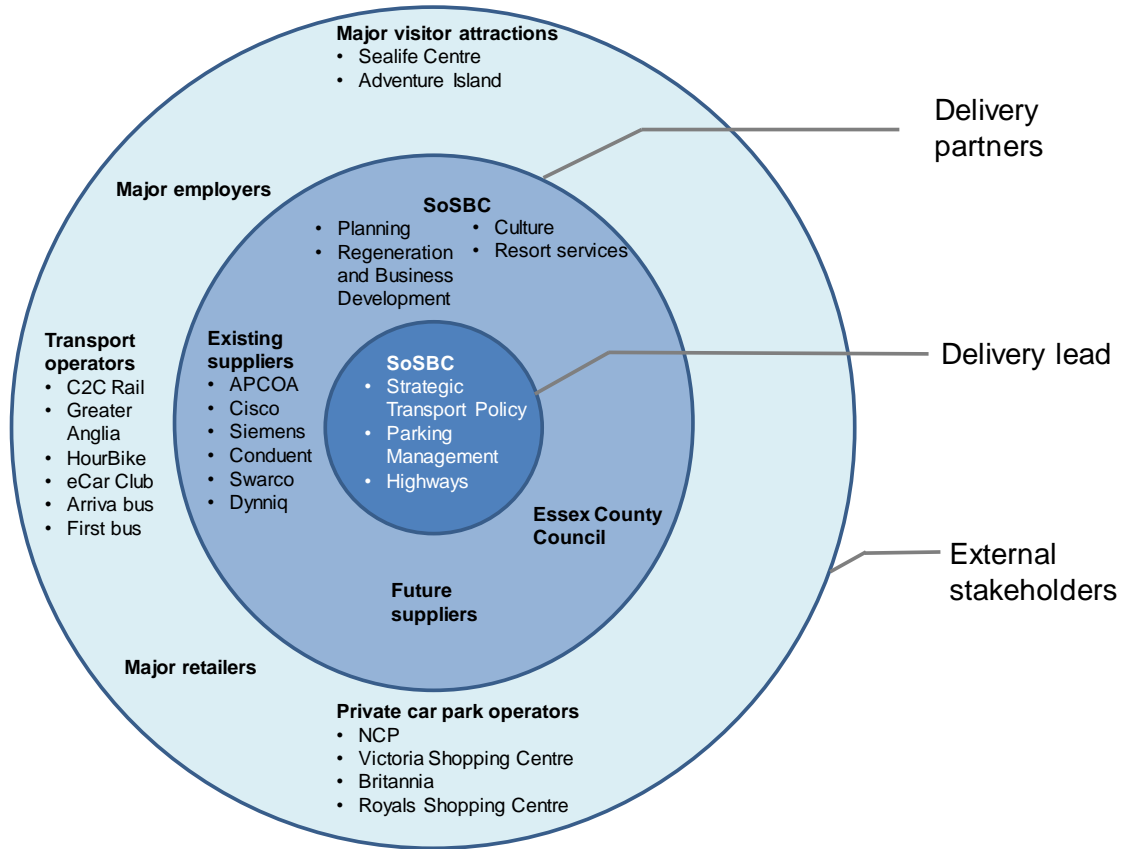 Major visitor attractions
• Sealife Centre
• Adventure Island
Delivery
partners
Major employers
SoSBC
• Planning
• Regeneration
and Business
Development
• Culture
• Resort services
Transport
operators
• C2C Rail
• Greater
Anglia
• HourBike
• eCar Club
• Arriva bus
• First bus
Existing
suppliers
• APCOA
• Cisco
• Siemens
• Conduent
• Swarco
• Dynniq
SoSBC
• Strategic
Transport Policy
• Parking
Management
• Highways
Delivery lead
Essex County
Council
External
stakeholders
Future
suppliers
Major retailers
Private car park operators
• NCP
• Victoria Shopping Centre
• Britannia
• Royals Shopping Centre